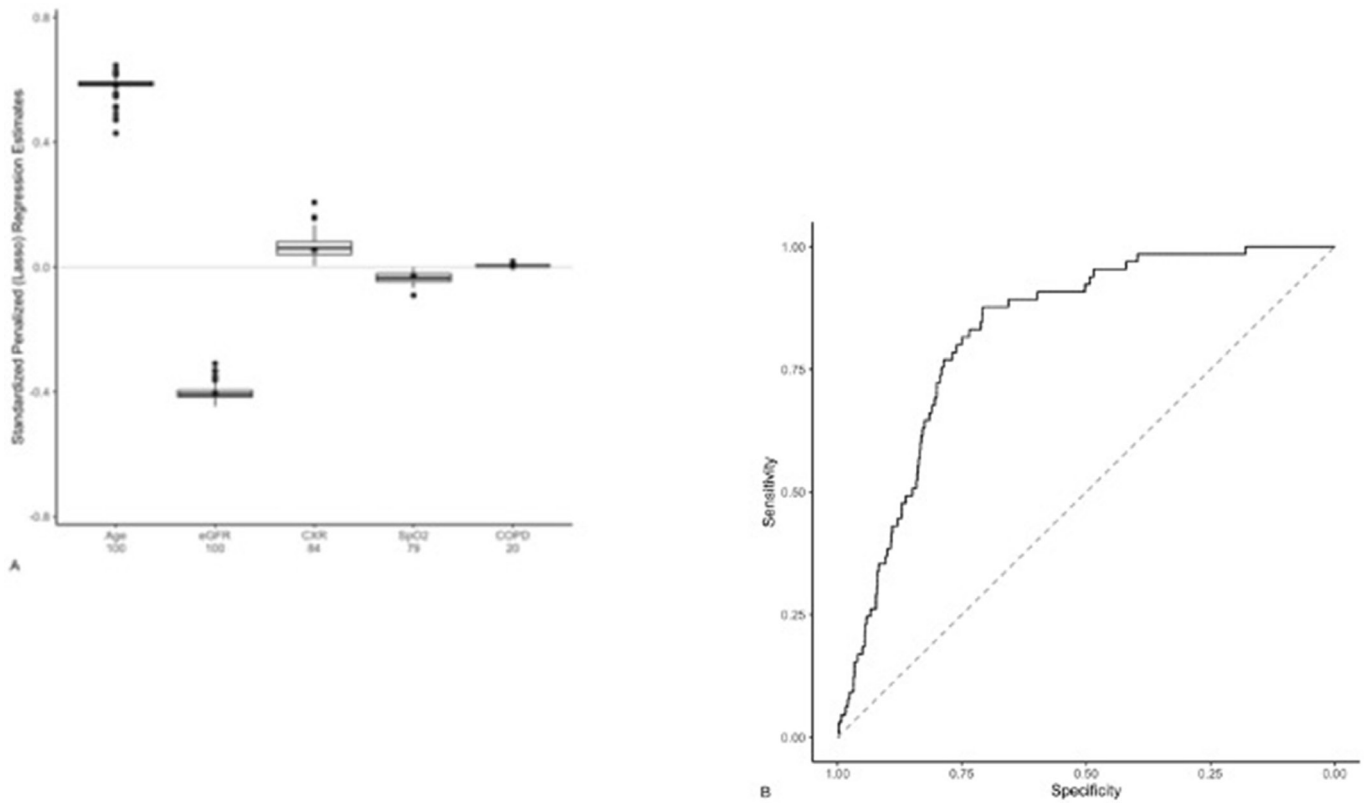 Standardized Penalized (Lasso) Regression Estimates
0.8
0.4
0.0
-0.4
-0.8
Age eGFR CXR SpO2 COPD
100 100 84 79 20
A
Sensitivity
1.00
0.75
0.50
0.25
0.00
1.00 0.75 0.50 0.25 0.00
Specificity
B